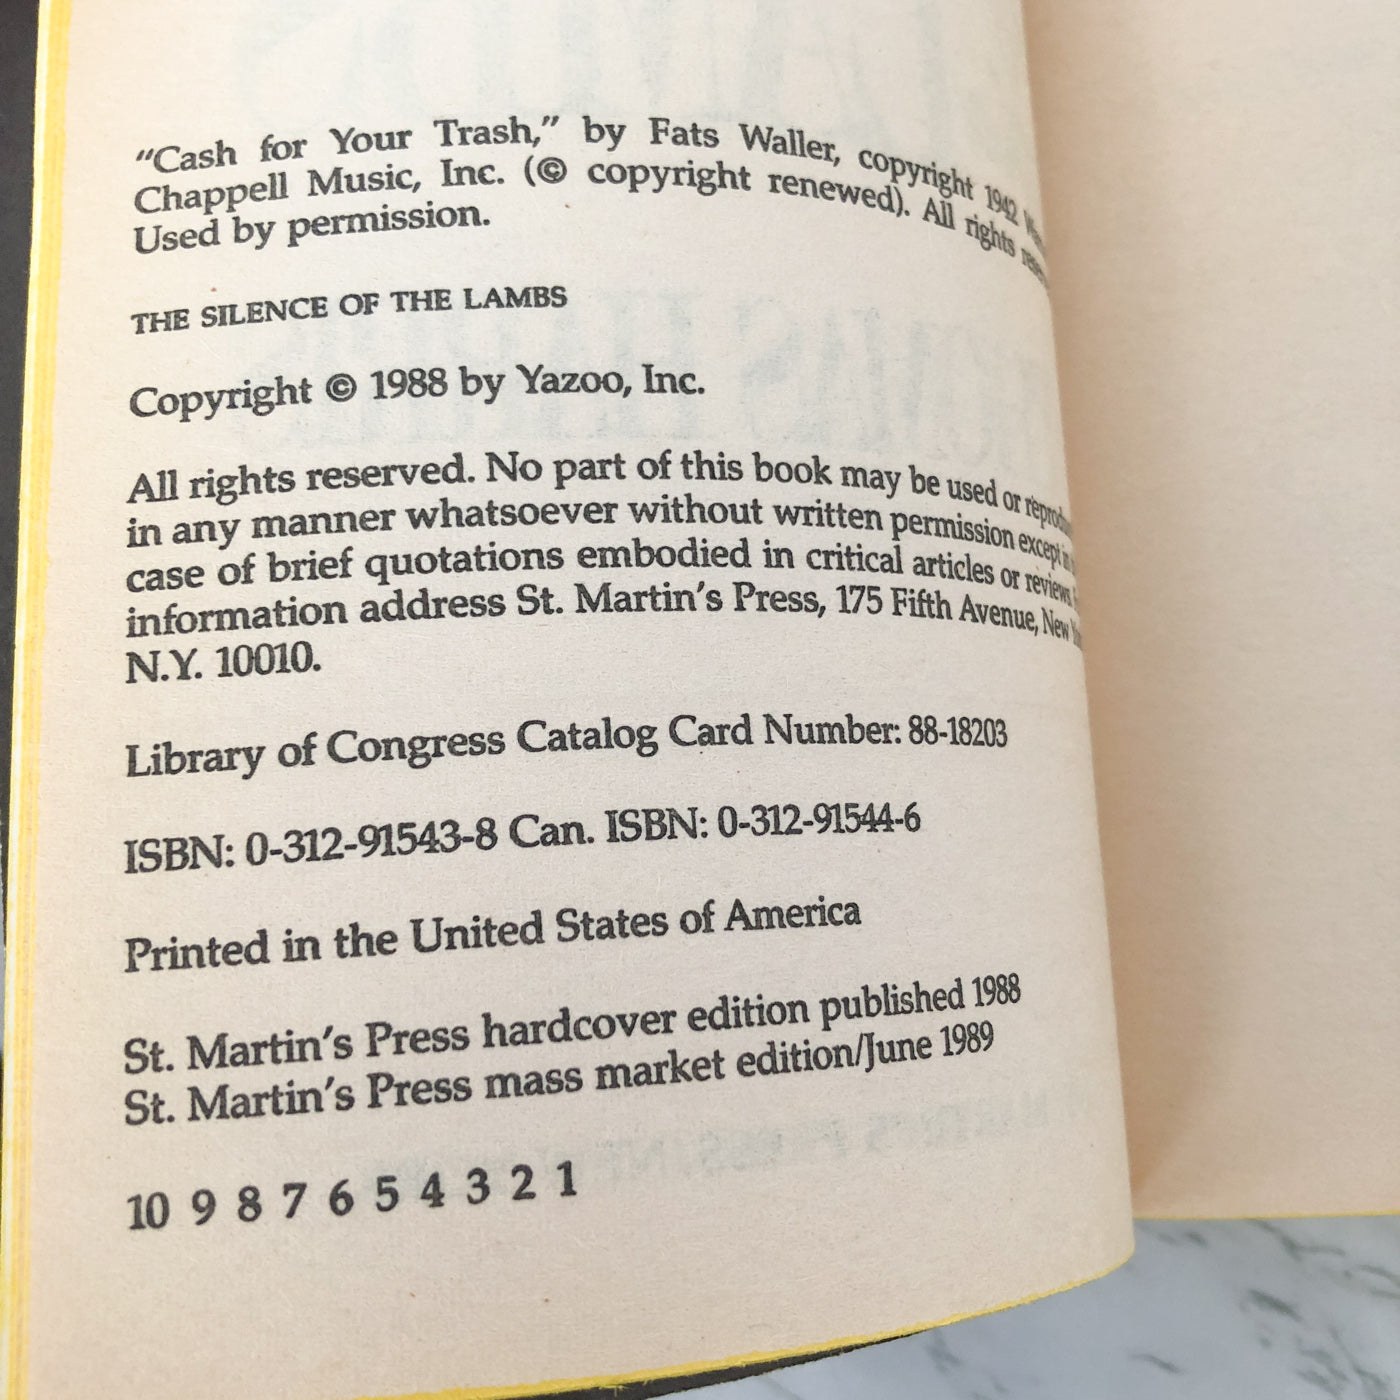 “Cash for Your Trash,” by Fats Waller, copyright 1942
Chappell Music, Inc. (© copyright renewed). All rights
Used by permission.
THE SILENCE OF THE LAMBS
Copyright © 1988 by Yazoo, Inc.
All rights reserved. No part of this book may be used or
in any manner whatsoever without written permission except in
case of brief quotations embodied in critical articles or reviews
information address St. Martin’s Press, 175 Fifth Avenue, New
N.Y. 10010.
Library of Congress Catalog Card Number: 88-18203
ISBN: 0-312-91543-8 Can. ISBN: 0-312-91544-6
Printed in the United States of America
St. Martin’s Press hardcover edition published 1988
St. Martin’s Press mass market edition/June 1989
10 9 8 7 6 5 4 3 2 1